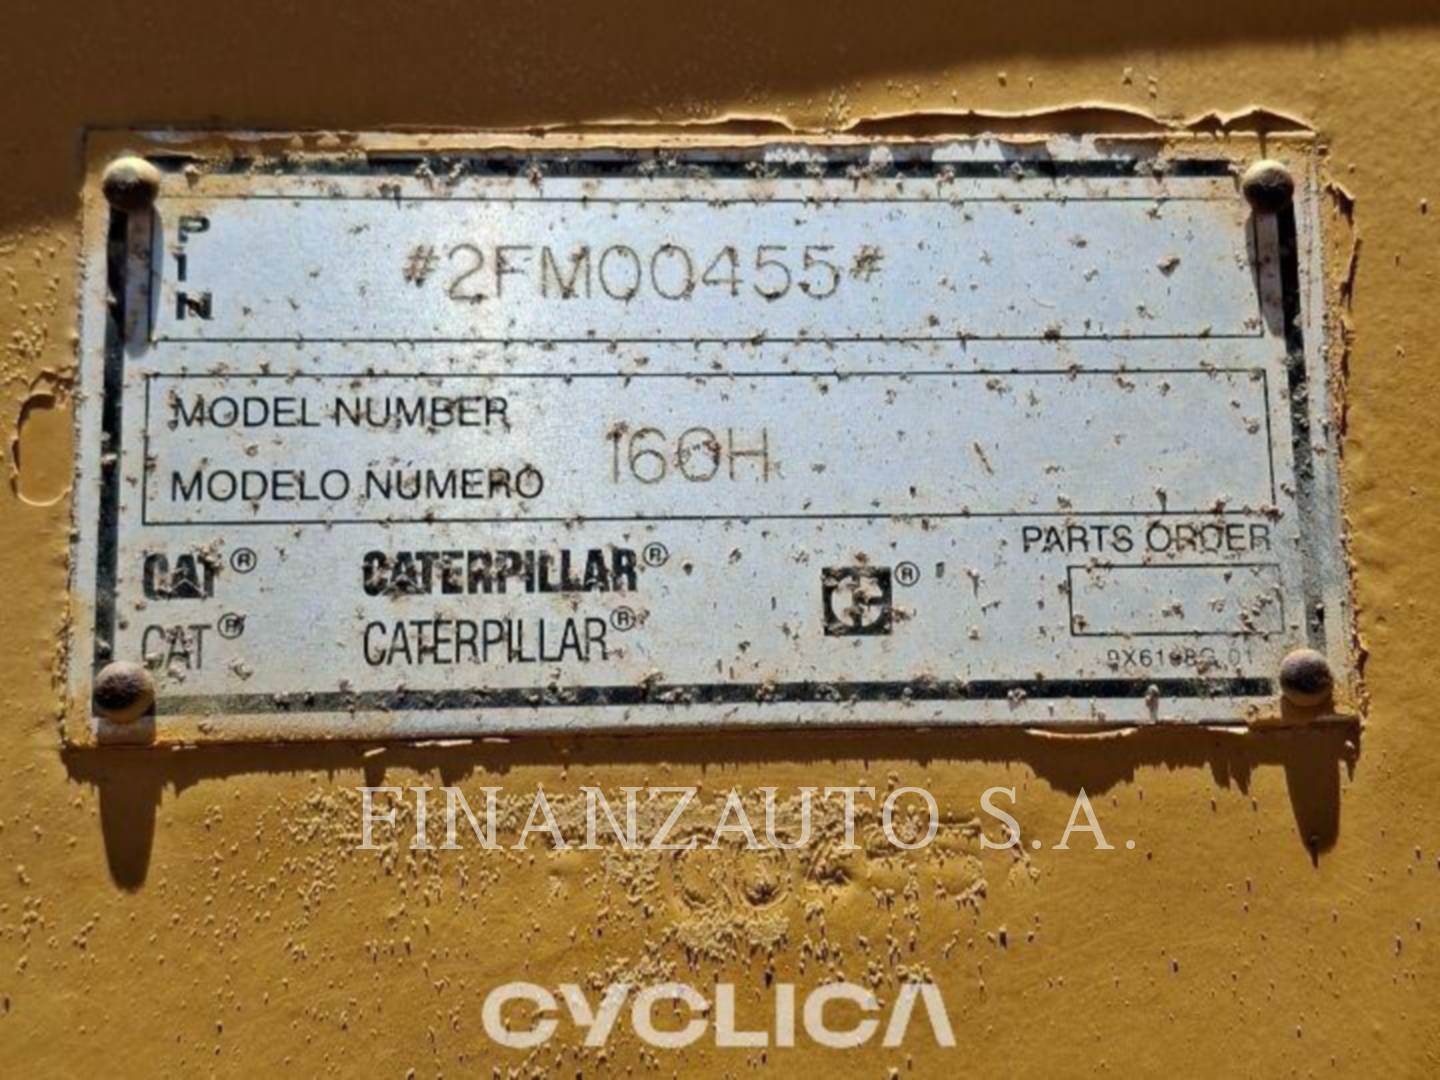 PIN #2FM00455#
MODEL NUMBER
MODELO NÚMERO 160H
PARTS ORDER
CAT® CATERPILLAR® ®
CAT® CATERPILLAR®
FINANZAUTO S.A.
CYCLICA